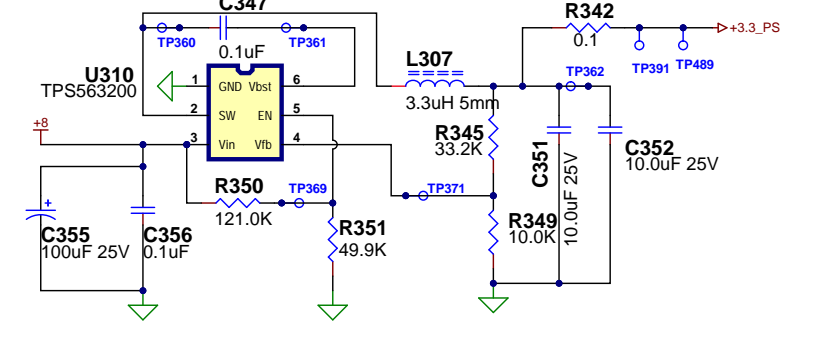 C347
R342
TP360
TP361
0.1uF
0.1
+3.3_PS
TP391
TP489
U310
TPS563200
L307
TP362
1
GND
Vbst
6
3.3uH 5mm
2
SW
EN
5
+8
3
Vin
Vfb
4
R345
33.2K
C351
10.0uF 25V
C352
10.0uF 25V
R350
TP369
TP371
121.0K
R351
49.9K
R349
10.0K
C355
100uF 25V
C356
0.1uF